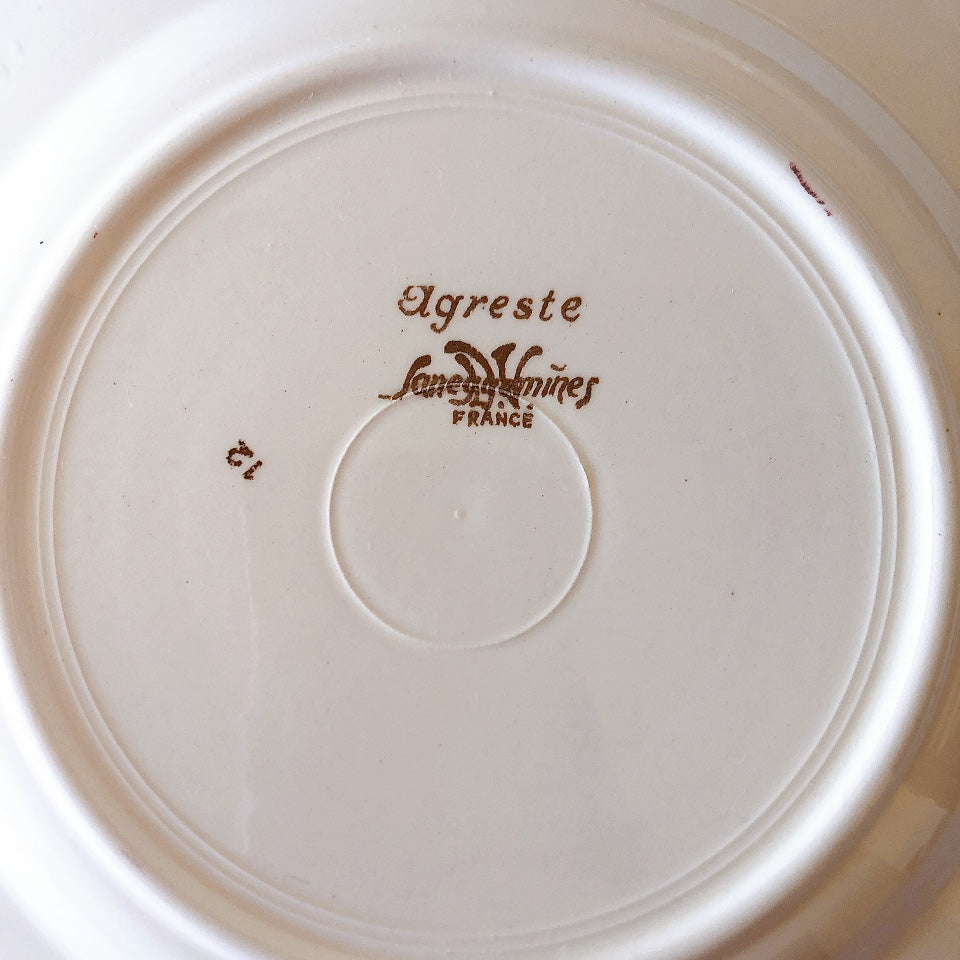 Agreste
Sarreguemines
FRANCE
12